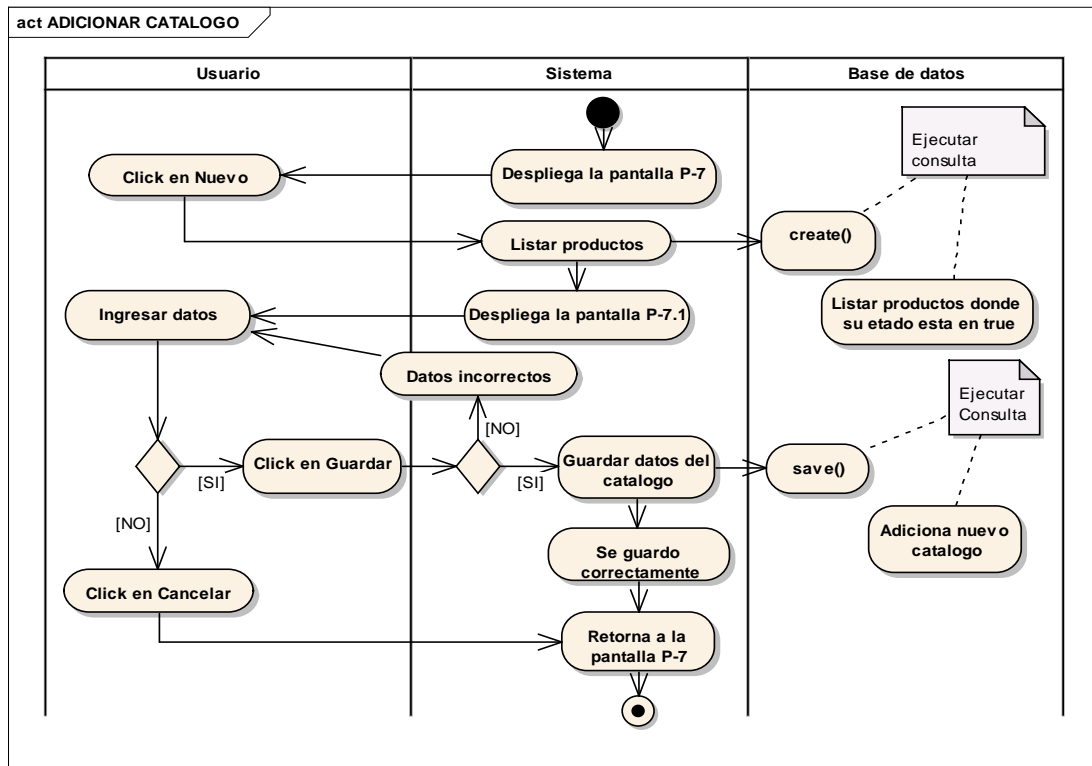 act ADICIONAR CATALOGO
Usuario
Sistema
Base de datos
Ejecutar
consulta
Despliega la pantalla P-7
Click en Nuevo
Listar productos
create()
Listar productos donde
su etado esta en true
Ingresar datos
Despliega la pantalla P-7.1
Datos incorrectos
Ejecutar
Consulta
[NO]
Click en Guardar
[SI]
Guardar datos del
catalogo
[SI]
save()
[NO]
Adiciona nuevo
catalogo
Se guardo
correctamente
Click en Cancelar
Retorna a la
pantalla P-7